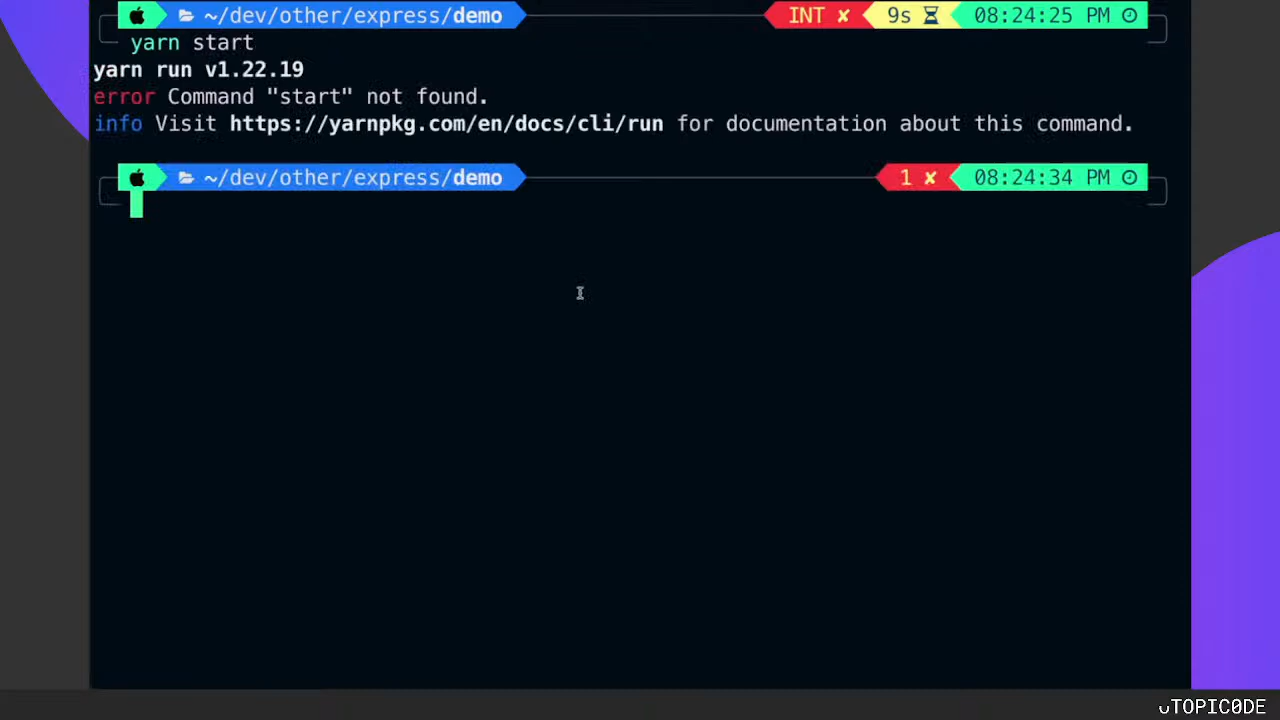 ~/dev/other/express/demo INT ✘ 9s 08:24:25 PM
yarn start
yarn run v1.22.19
error Command "start" not found.
info Visit https://yarnpkg.com/en/docs/cli/run for documentation about this command.
~/dev/other/express/demo 1 ✘ 08:24:34 PM
TOPIC0DE